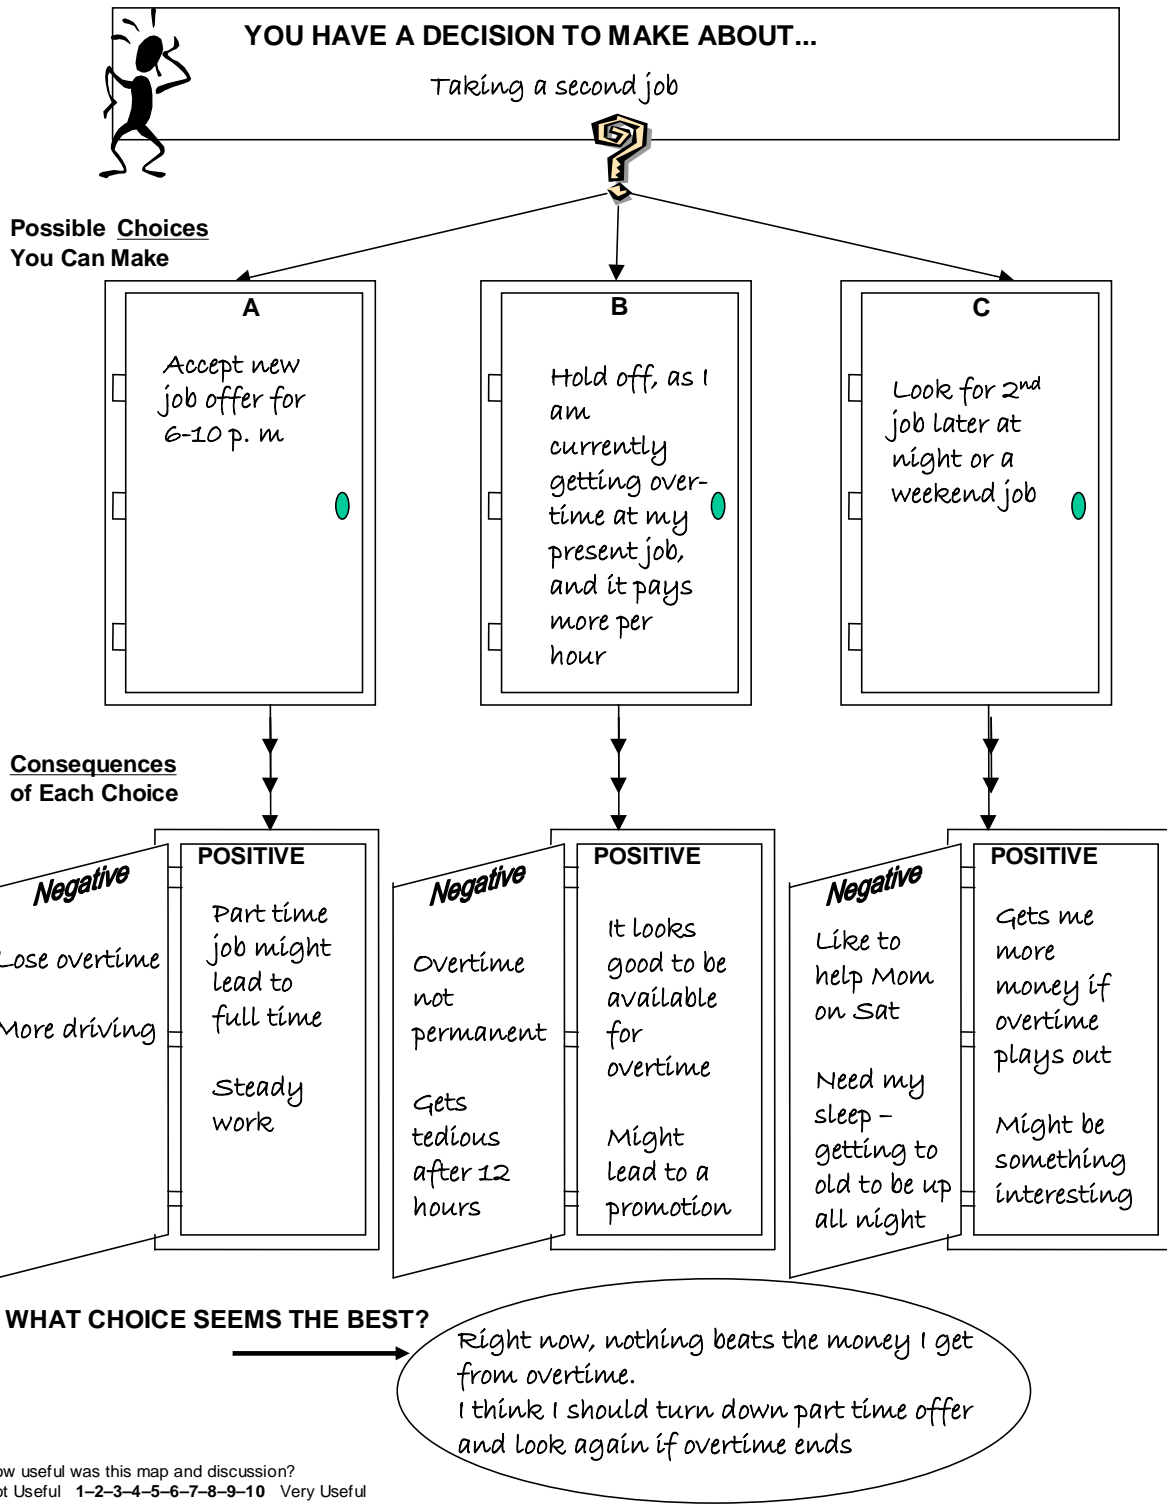 YOU HAVE A DECISION TO MAKE ABOUT...
Taking a second job
Possible Choices
You Can Make
A
Accept new
job offer for
6-10 p. m
B
Hold off, as I
am
currently
getting over-
time at my
present job,
and it pays
more per
hour
C
Look for 2nd
job later at
night or a
weekend job
Consequences
of Each Choice
Negative
Lose overtime
More driving
POSITIVE
Part time
job might
lead to
full time
Steady
work
Negative
Overtime
not
permanent
Gets
tedious
after 12
hours
POSITIVE
It looks
good to be
available
for
overtime
Might
lead to a
promotion
Negative
Like to
help Mom
on Sat
Need my
sleep –
getting to
old to be up
all night
POSITIVE
Gets me
more
money if
overtime
plays out
Might be
something
interesting
WHAT CHOICE SEEMS THE BEST?
Right now, nothing beats the money I get
from overtime.
I think I should turn down part time offer
and look again if overtime ends
ow useful was this map and discussion?
ot Useful 1–2–3–4–5–6–7–8–9–10 Very Useful